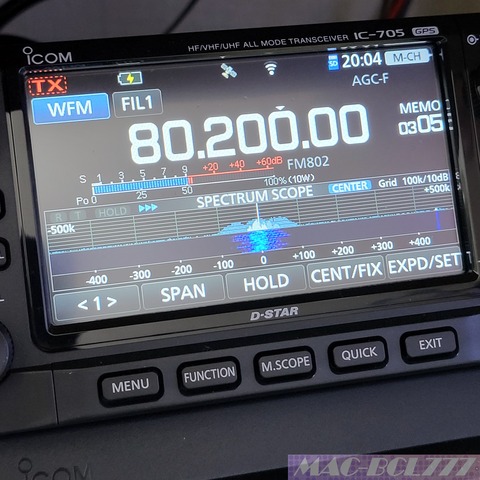 ICOM
HF/VHF/UHF ALL MODE TRANSCEIVER IC-705 GPS
TX 20:04 M-CH
WFM FIL1 AGC-F
80.200.00 MEMO
0305
S 1 3 5 7 9 +20 +40 +60dB FM802
Po 0 25 50 100% (10W)
R T HOLD SPECTRUM SCOPE CENTER Grid 100k/10dB
-500k +500k
-400 -300 -200 -100 0 +100 +200 +300 +400
< 1 > SPAN HOLD CENT/FIX EXPD/SET
D-STAR
MENU FUNCTION M.SCOPE QUICK EXIT
ICOM
MAC-BCL777